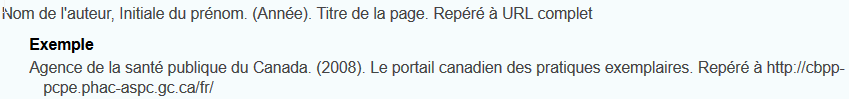 Nom de l'auteur, Initiale du prénom. (Année). Titre de la page. Repéré à URL complet
Exemple
Agence de la santé publique du Canada. (2008). Le portail canadien des pratiques exemplaires. Repéré à http://cbpp-
pcpe.phac-aspc.gc.ca/fr/